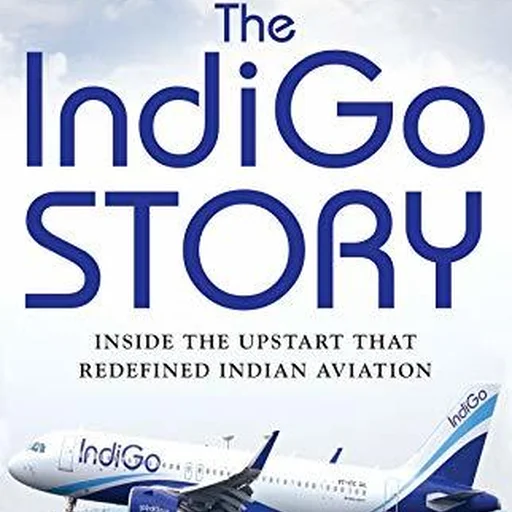 The
IndiGo
STORY
INSIDE THE UPSTART THAT
REDEFINED INDIAN AVIATION
IndiGo
IndiGo